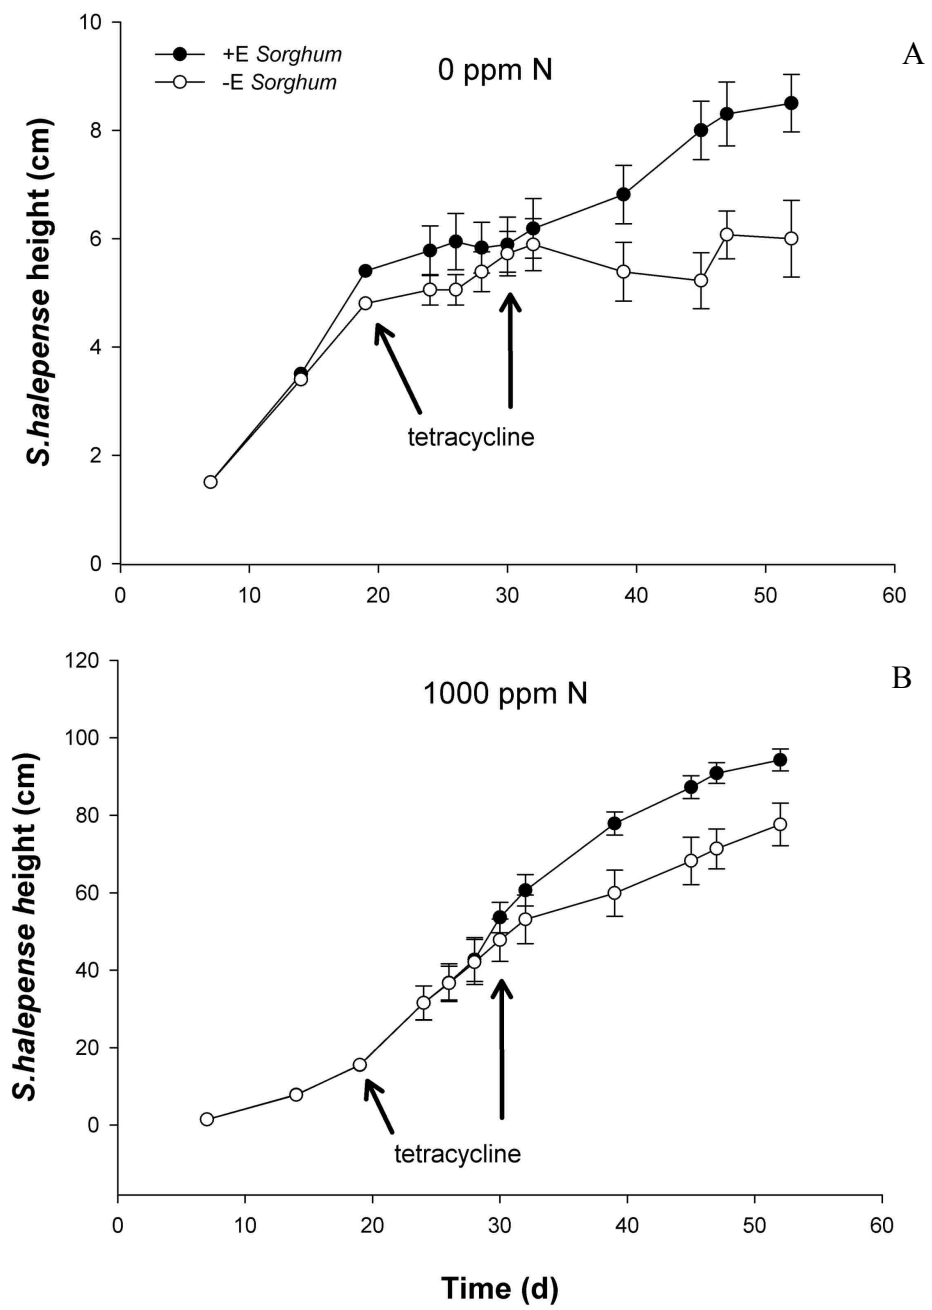 10
A
+E Sorghum
-E Sorghum
0 ppm N
8
6
4
2
0
S.halepense height (cm)
tetracycline
0 10 20 30 40 50 60
120
B
1000 ppm N
100
80
60
40
20
0
S.halepense height (cm)
tetracycline
0 10 20 30 40 50 60
Time (d)